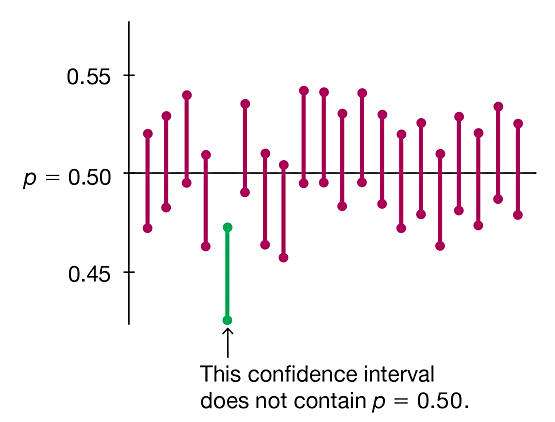 0.55
p = 0.50
0.45
This confidence interval
does not contain p = 0.50.